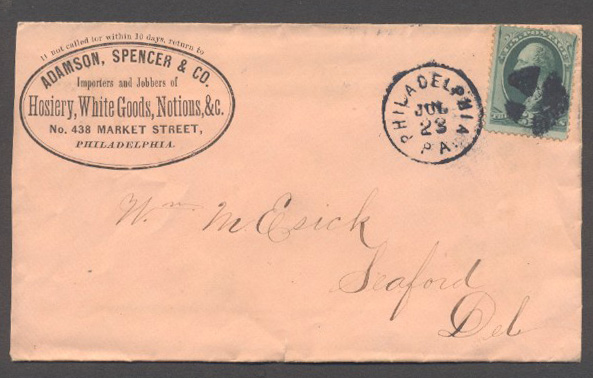 If not called for within 10 days, return to
ADAMSON, SPENCER & CO.
Importers and Jobbers of
Hosiery, White Goods, Notions, &c.
No. 438 MARKET STREET,
PHILADELPHIA.
PHILADELPHIA
JUL
23
PA.
Wm. McEsick
Seaford
Del